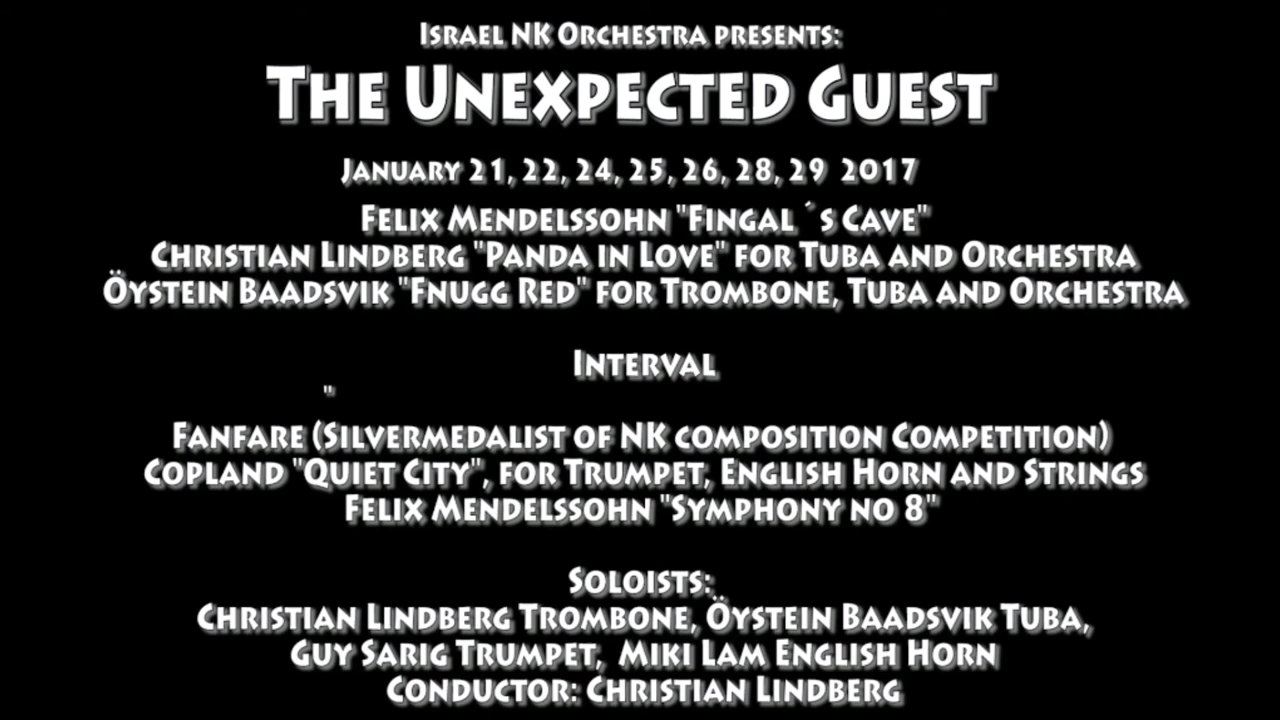 Israel NK Orchestra presents:
The Unexpected Guest
January 21, 22, 24, 25, 26, 28, 29 2017
Felix Mendelssohn "Fingal ´s Cave"
Christian Lindberg "Panda in Love" for Tuba and Orchestra
Öystein Baadsvik "Fnugg Red" for Trombone, Tuba and Orchestra
Interval
"
Fanfare (Silvermedalist of NK composition Competition)
Copland "Quiet City", for Trumpet, English Horn and Strings
Felix Mendelssohn "Symphony no 8"
Soloists:
Christian Lindberg Trombone, Öystein Baadsvik Tuba,
Guy Sarig Trumpet, Miki Lam English Horn
Conductor: Christian Lindberg